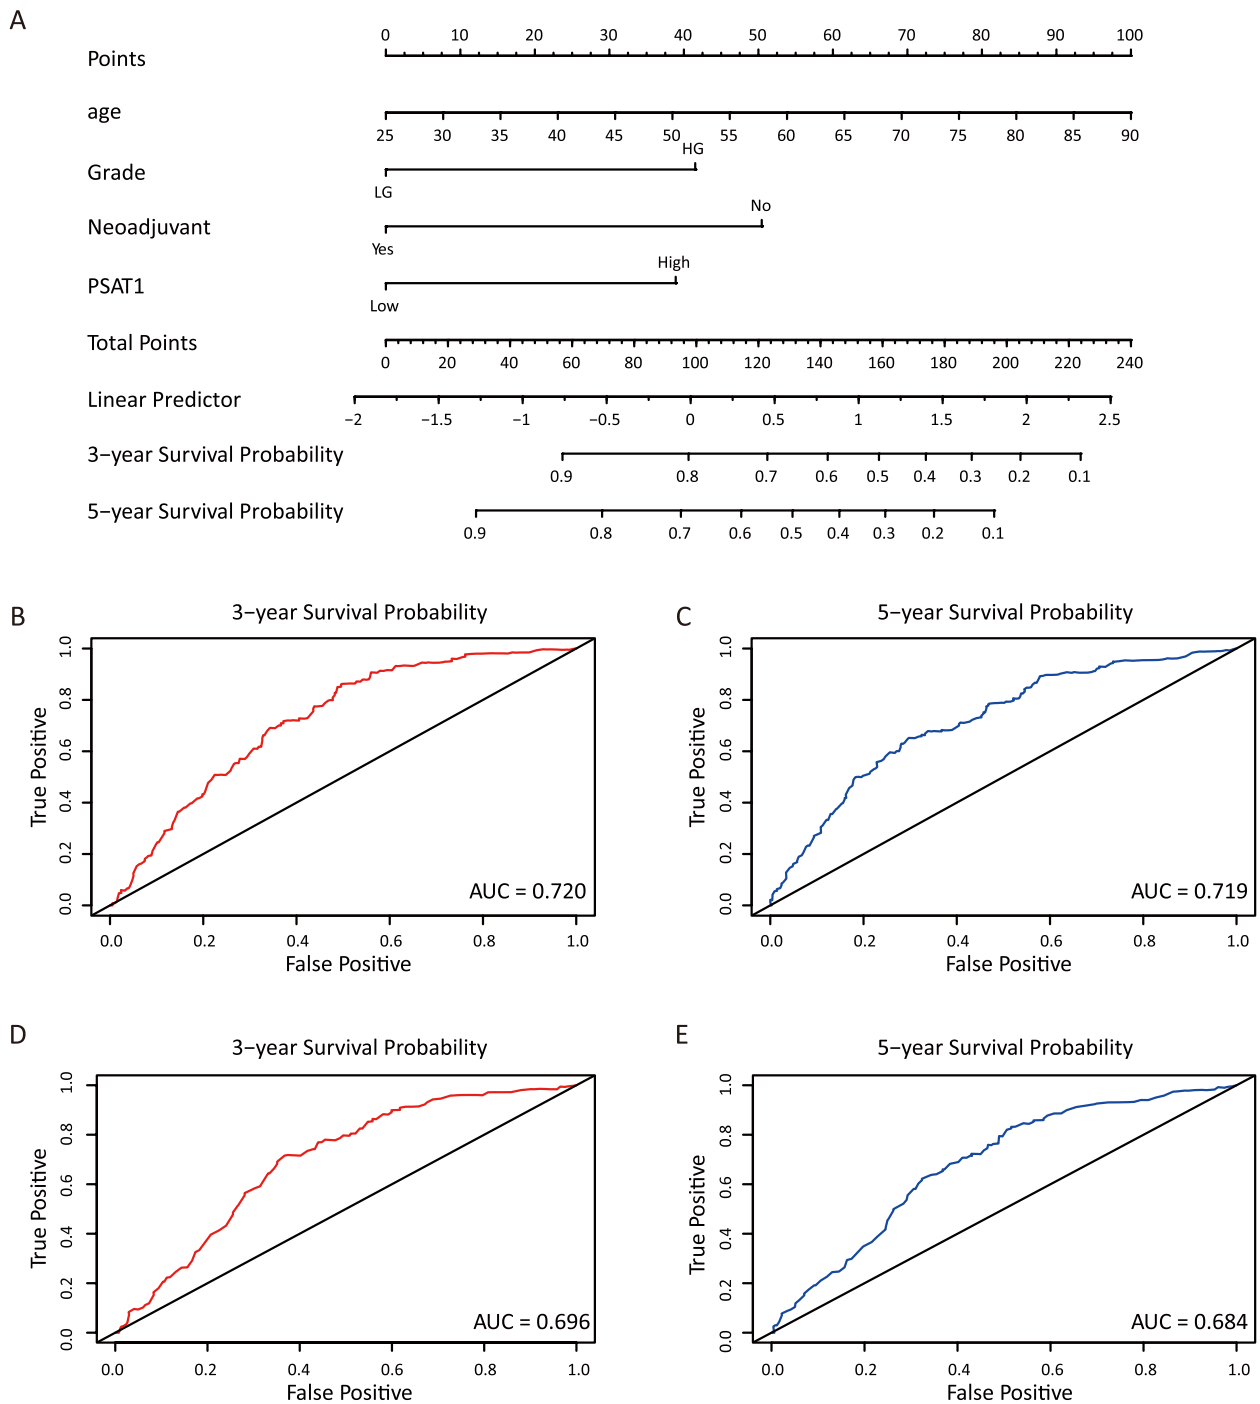 A
0 10 20 30 40 50 60 70 80 90 100
Points
age
25 30 35 40 45 50 55 60 65 70 75 80 85 90
HG
Grade
LG
No
Neoadjuvant
Yes
High
PSAT1
Low
Total Points
0 20 40 60 80 100 120 140 160 180 200 220 240
Linear Predictor
−2 −1.5 −1 −0.5 0 0.5 1 1.5 2 2.5
3−year Survival Probability
0.9 0.8 0.7 0.6 0.5 0.4 0.3 0.2 0.1
5−year Survival Probability
0.9 0.8 0.7 0.6 0.5 0.4 0.3 0.2 0.1
B
3−year Survival Probability
True Positive
0.0 0.2 0.4 0.6 0.8 1.0
AUC = 0.720
0.0 0.2 0.4 0.6 0.8 1.0
False Positive
C
5−year Survival Probability
True Positive
0.0 0.2 0.4 0.6 0.8 1.0
AUC = 0.719
0.0 0.2 0.4 0.6 0.8 1.0
False Positive
D
3−year Survival Probability
True Positive
0.0 0.2 0.4 0.6 0.8 1.0
AUC = 0.696
0.0 0.2 0.4 0.6 0.8 1.0
False Positive
E
5−year Survival Probability
True Positive
0.0 0.2 0.4 0.6 0.8 1.0
AUC = 0.684
0.0 0.2 0.4 0.6 0.8 1.0
False Positive